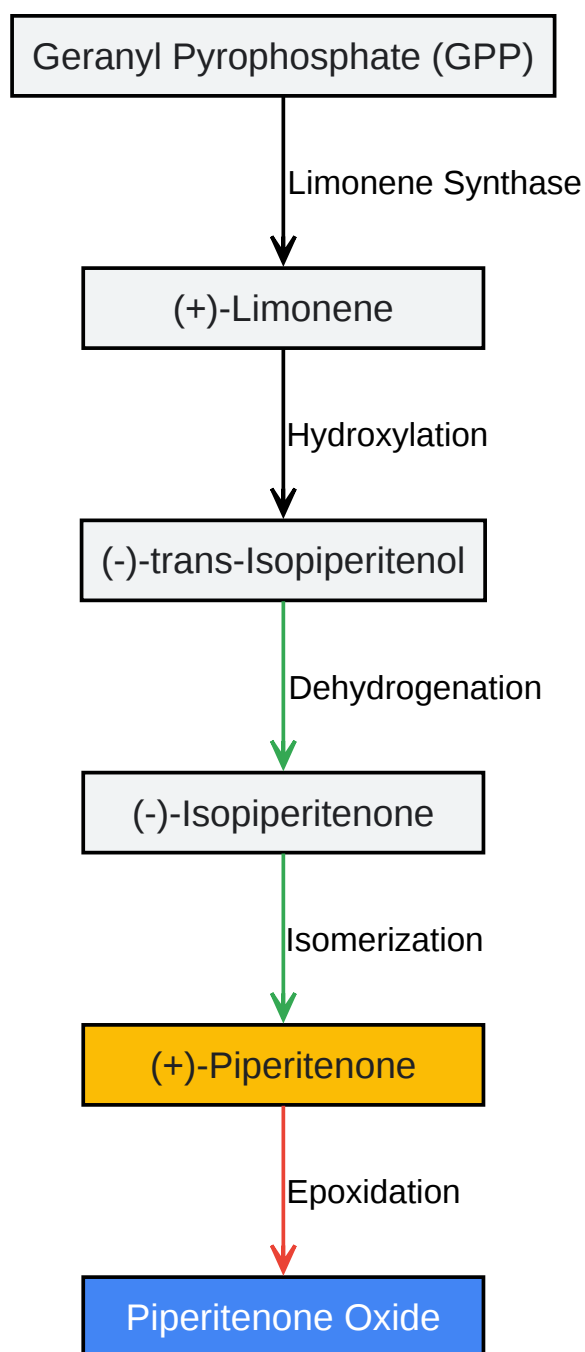 Geranyl Pyrophosphate (GPP)
Limonene Synthase
(+)-Limonene
Hydroxylation
(-)-trans-Isopiperitenol
Dehydrogenation
(-)-Isopiperitenone
Isomerization
(+)-Piperitenone
Epoxidation
Piperitenone Oxide